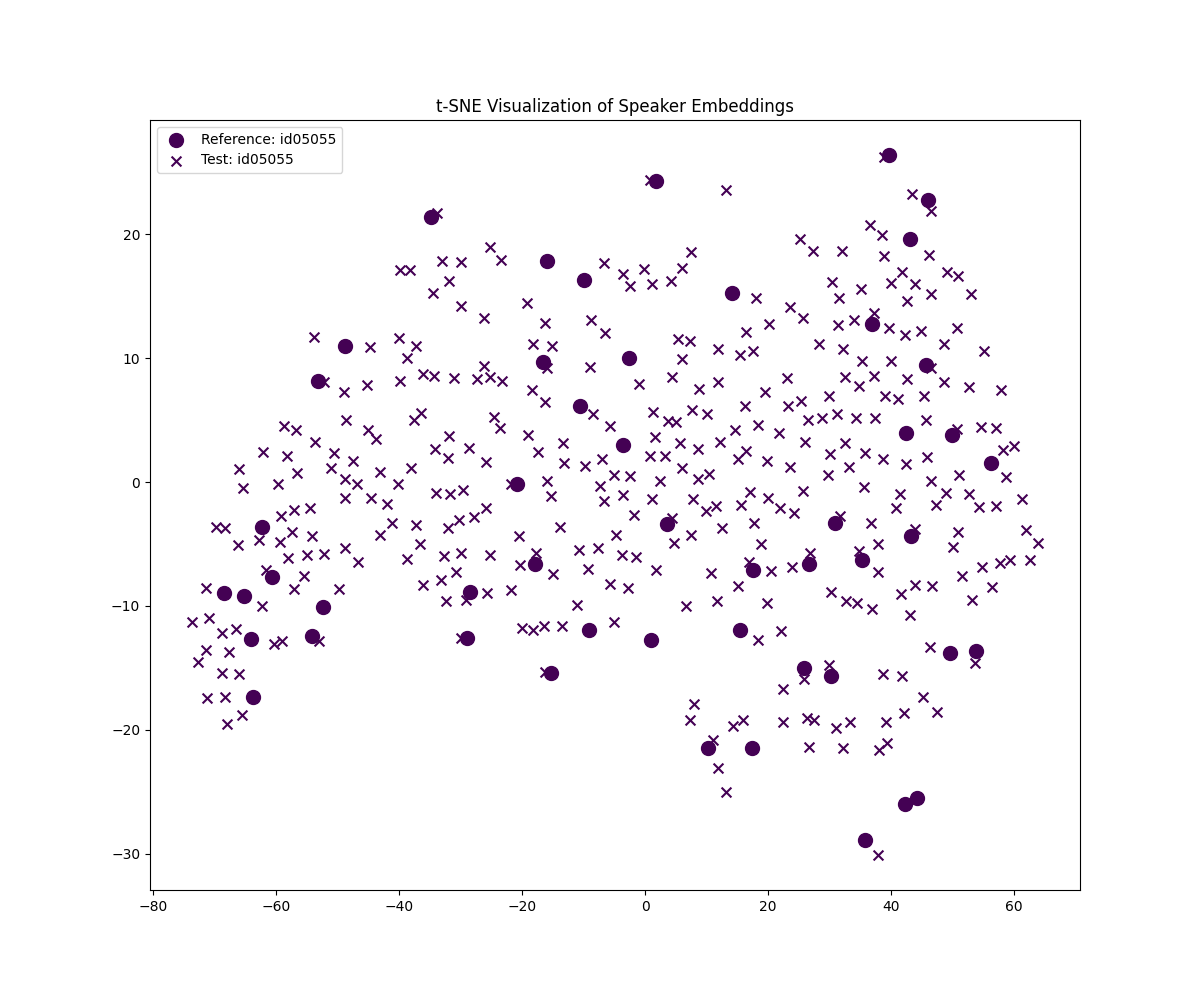 t-SNE Visualization of Speaker Embeddings
Reference: id05055
Test: id05055
20
10
0
−10
−20
−30
−80 −60 −40 −20 0 20 40 60